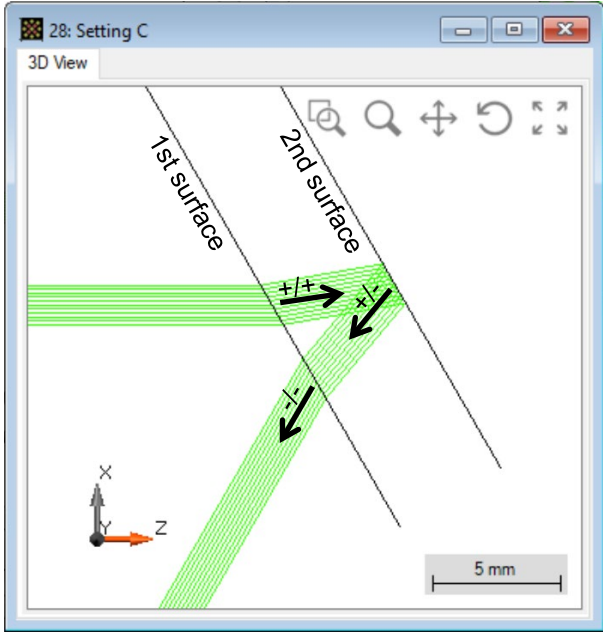 28: Setting C
3D View
1st surface
2nd surface
+/+
+/-
-/-
X
Y
Z
5 mm